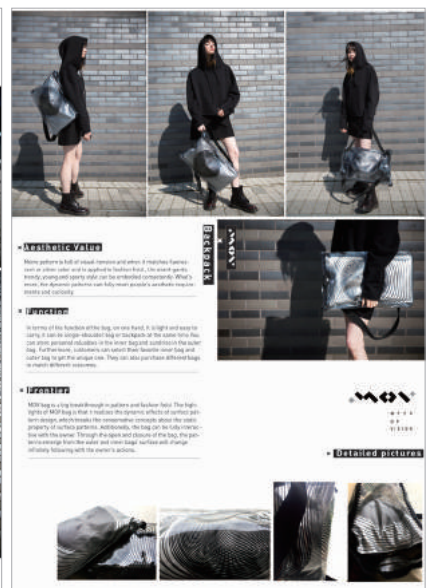 Aesthetic Value
Moire pattern is full of visual tension and when it matches fluores-
cent or silver color and is applied in fashion field,
trendy, young and sporty style can be embodied consistently. What's
more, the dynamic patterns can fully meet people's aesthetic require-
ments and curiosity.
Backpack
MOV
Function
In terms of the function of the bag, on one hand, it is light and easy to
carry, it can be single-shoulder bag or backpack at the same time. You
can store personal valuables in the inner bag and sundries in the outer
bag. Furthermore, customers can select their favorite inner bag and
outer bag to get the unique one. They can also purchase different bags
to match different costumes.
Frontier
MOV bag is a big breakthrough in pattern and fashion field. The high-
lights of MOV bag is that it realizes the dynamic effects of surface pat-
tern design, which breaks the conservative concepts about the static
property of surface patterns. Additionally, the bag can be fully interac-
tive with the owner. Through the open and closure of the bag, the pat-
terns emerge from the outer and inner bags' surface will change
infinitely following with the owner's actions.
MOV
OF
VISION
Detailed pictures